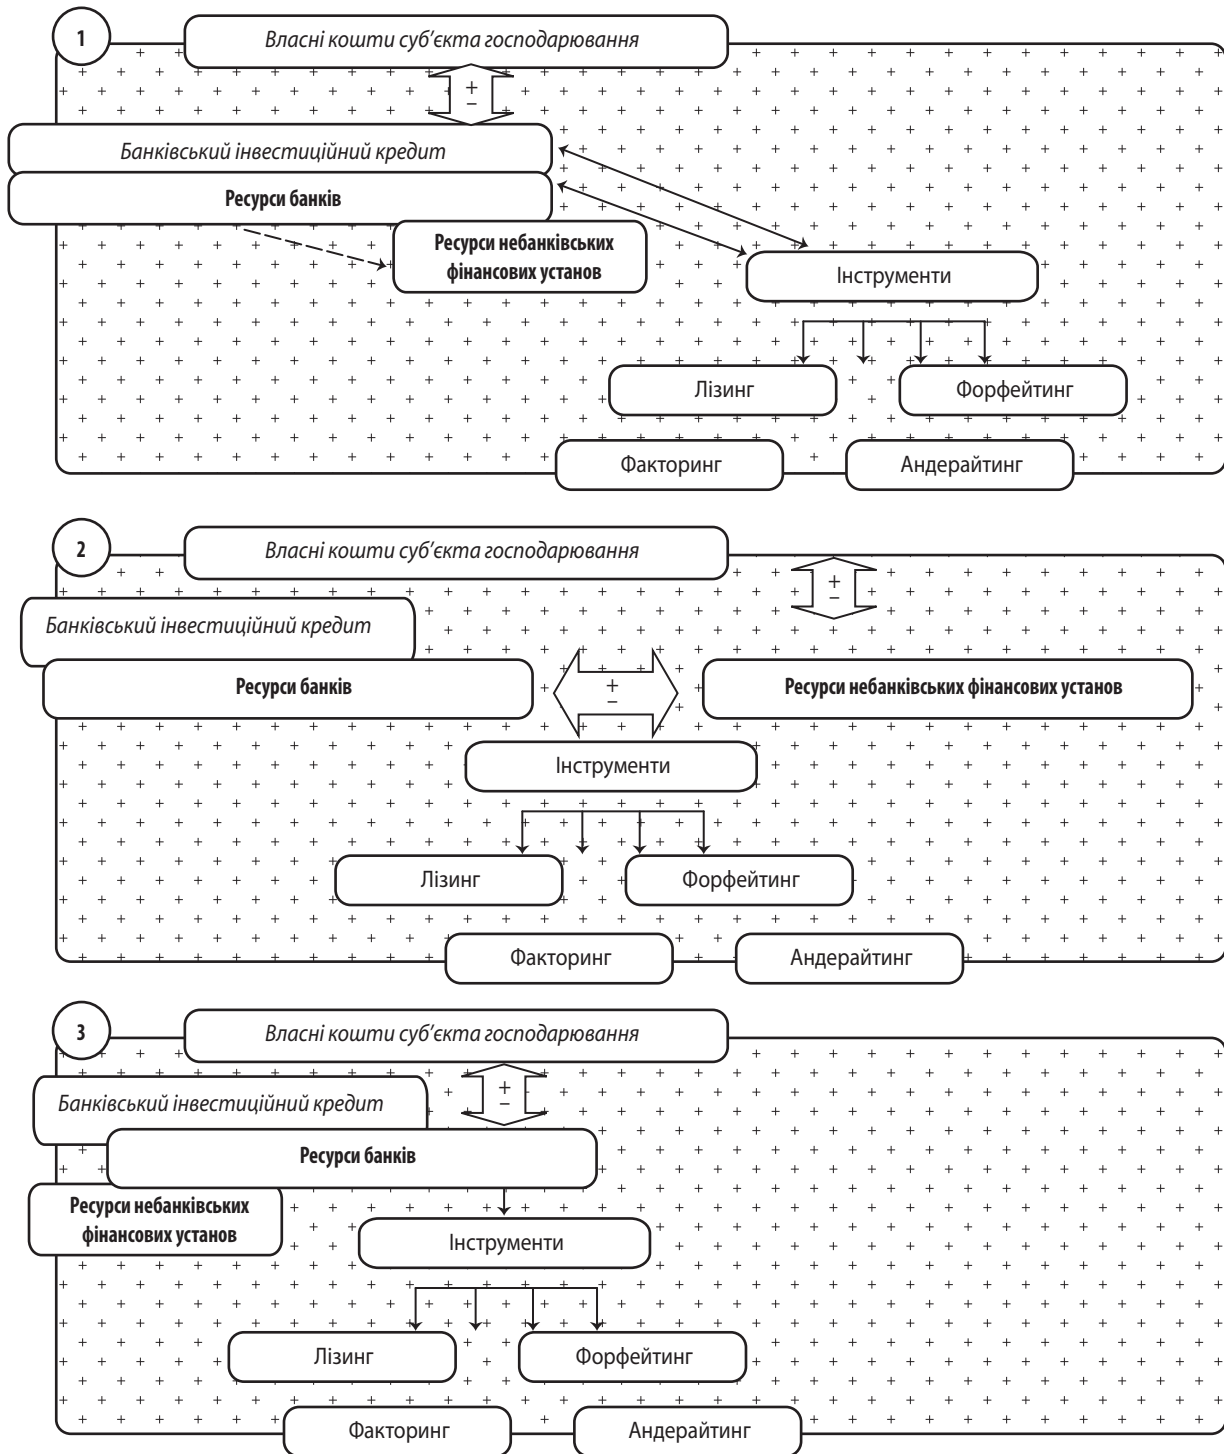 1
Власні кошти суб’єкта господарювання
+
–
Банківський інвестиційний кредит
Ресурси банків
Ресурси небанківських
фінансових установ
Інструменти
Лізинг
Форфейтинг
Факторинг
Андерайтинг
2
Власні кошти суб’єкта господарювання
+
–
Банківський інвестиційний кредит
Ресурси банків
+
–
Ресурси небанківських фінансових установ
Інструменти
Лізинг
Форфейтинг
Факторинг
Андерайтинг
3
Власні кошти суб’єкта господарювання
+
–
Банківський інвестиційний кредит
Ресурси банків
Ресурси небанківських
фінансових установ
Інструменти
Лізинг
Форфейтинг
Факторинг
Андерайтинг